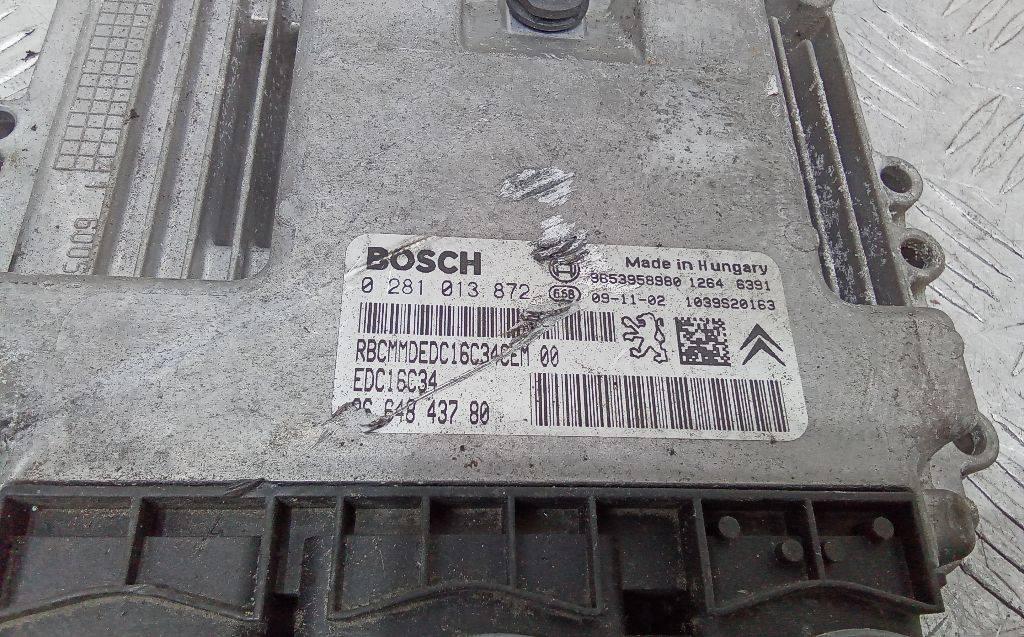 BOSCH
Made in Hungary
0 281 013 872
9653958980 1264 6391
668 09-11-02 1039S20163
RBCMMDEDC16C34CEM 00
EDC16C34
96 648 437 80